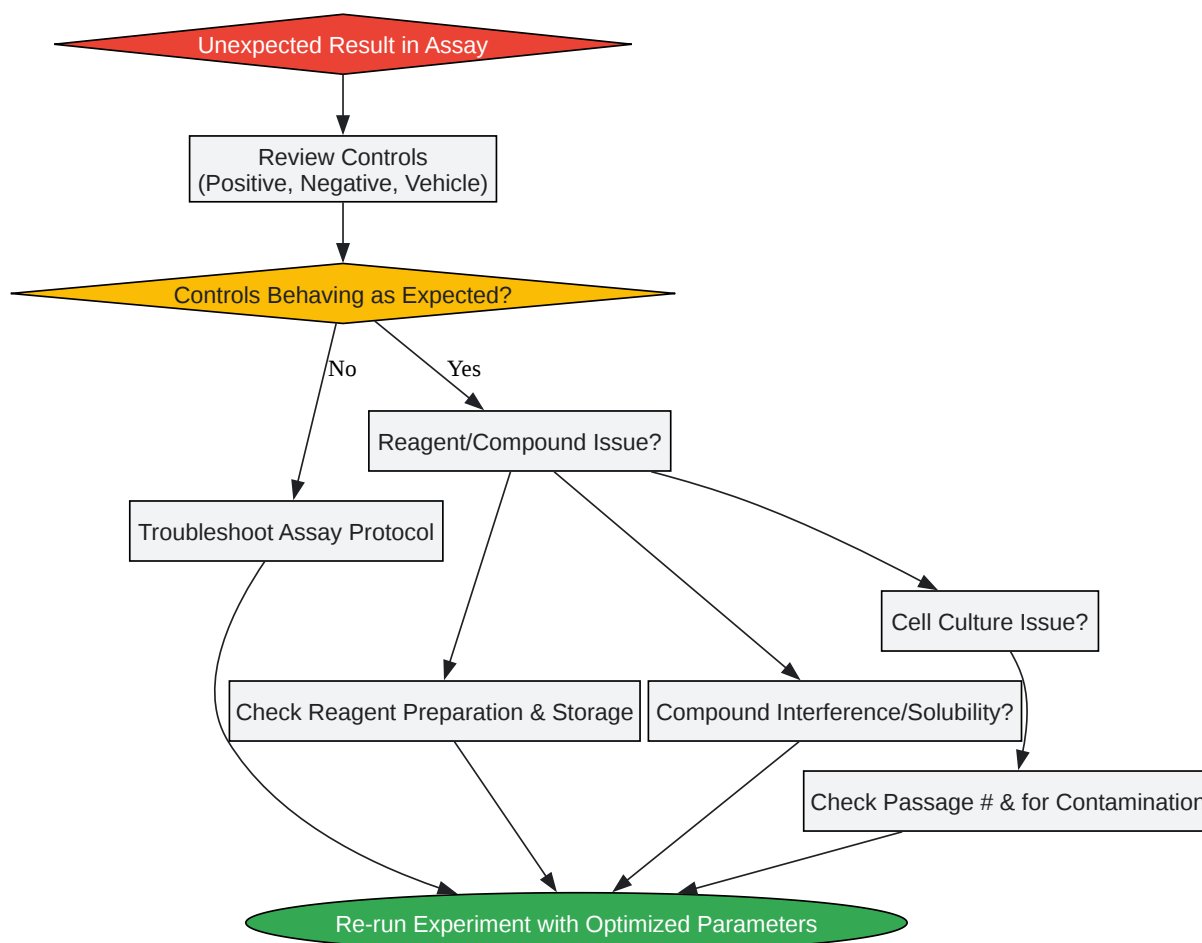 Unexpected Result in Assay
Review Controls
(Positive, Negative, Vehicle)
Controls Behaving as Expected?
No
Yes
Reagent/Compound Issue?
Troubleshoot Assay Protocol
Cell Culture Issue?
Check Reagent Preparation & Storage
Compound Interference/Solubility?
Check Passage # & for Contamination
Re-run Experiment with Optimized Parameters